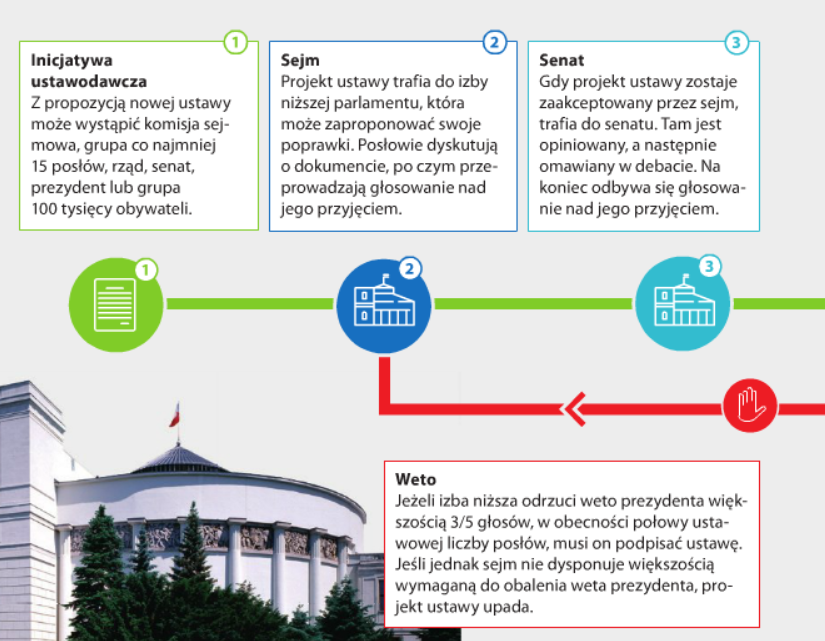 1
Inicjatywa
ustawodawcza
Z propozycją nowej ustawy
może wystąpić komisja sej-
mowa, grupa co najmniej
15 posłów, rząd, senat,
prezydent lub grupa
100 tysięcy obywateli.
2
Sejm
Projekt ustawy trafia do izby
niższej parlamentu, która
może zaproponować swoje
poprawki. Posłowie dyskutują
o dokumencie, po czym prze-
prowadzają głosowanie nad
jego przyjęciem.
3
Senat
Gdy projekt ustawy zostaje
zaakceptowany przez sejm,
trafia do senatu. Tam jest
opiniowany, a następnie
omawiany w debacie. Na
koniec odbywa się głosowa-
nie nad jego przyjęciem.
1
2
3
Weto
Jeżeli izba niższa odrzuci weto prezydenta więk-
szością 3/5 głosów, w obecności połowy usta-
wowej liczby posłów, musi on podpisać ustawę.
Jeśli jednak sejm nie dysponuje większością
wymaganą do obalenia weta prezydenta, pro-
jekt ustawy upada.